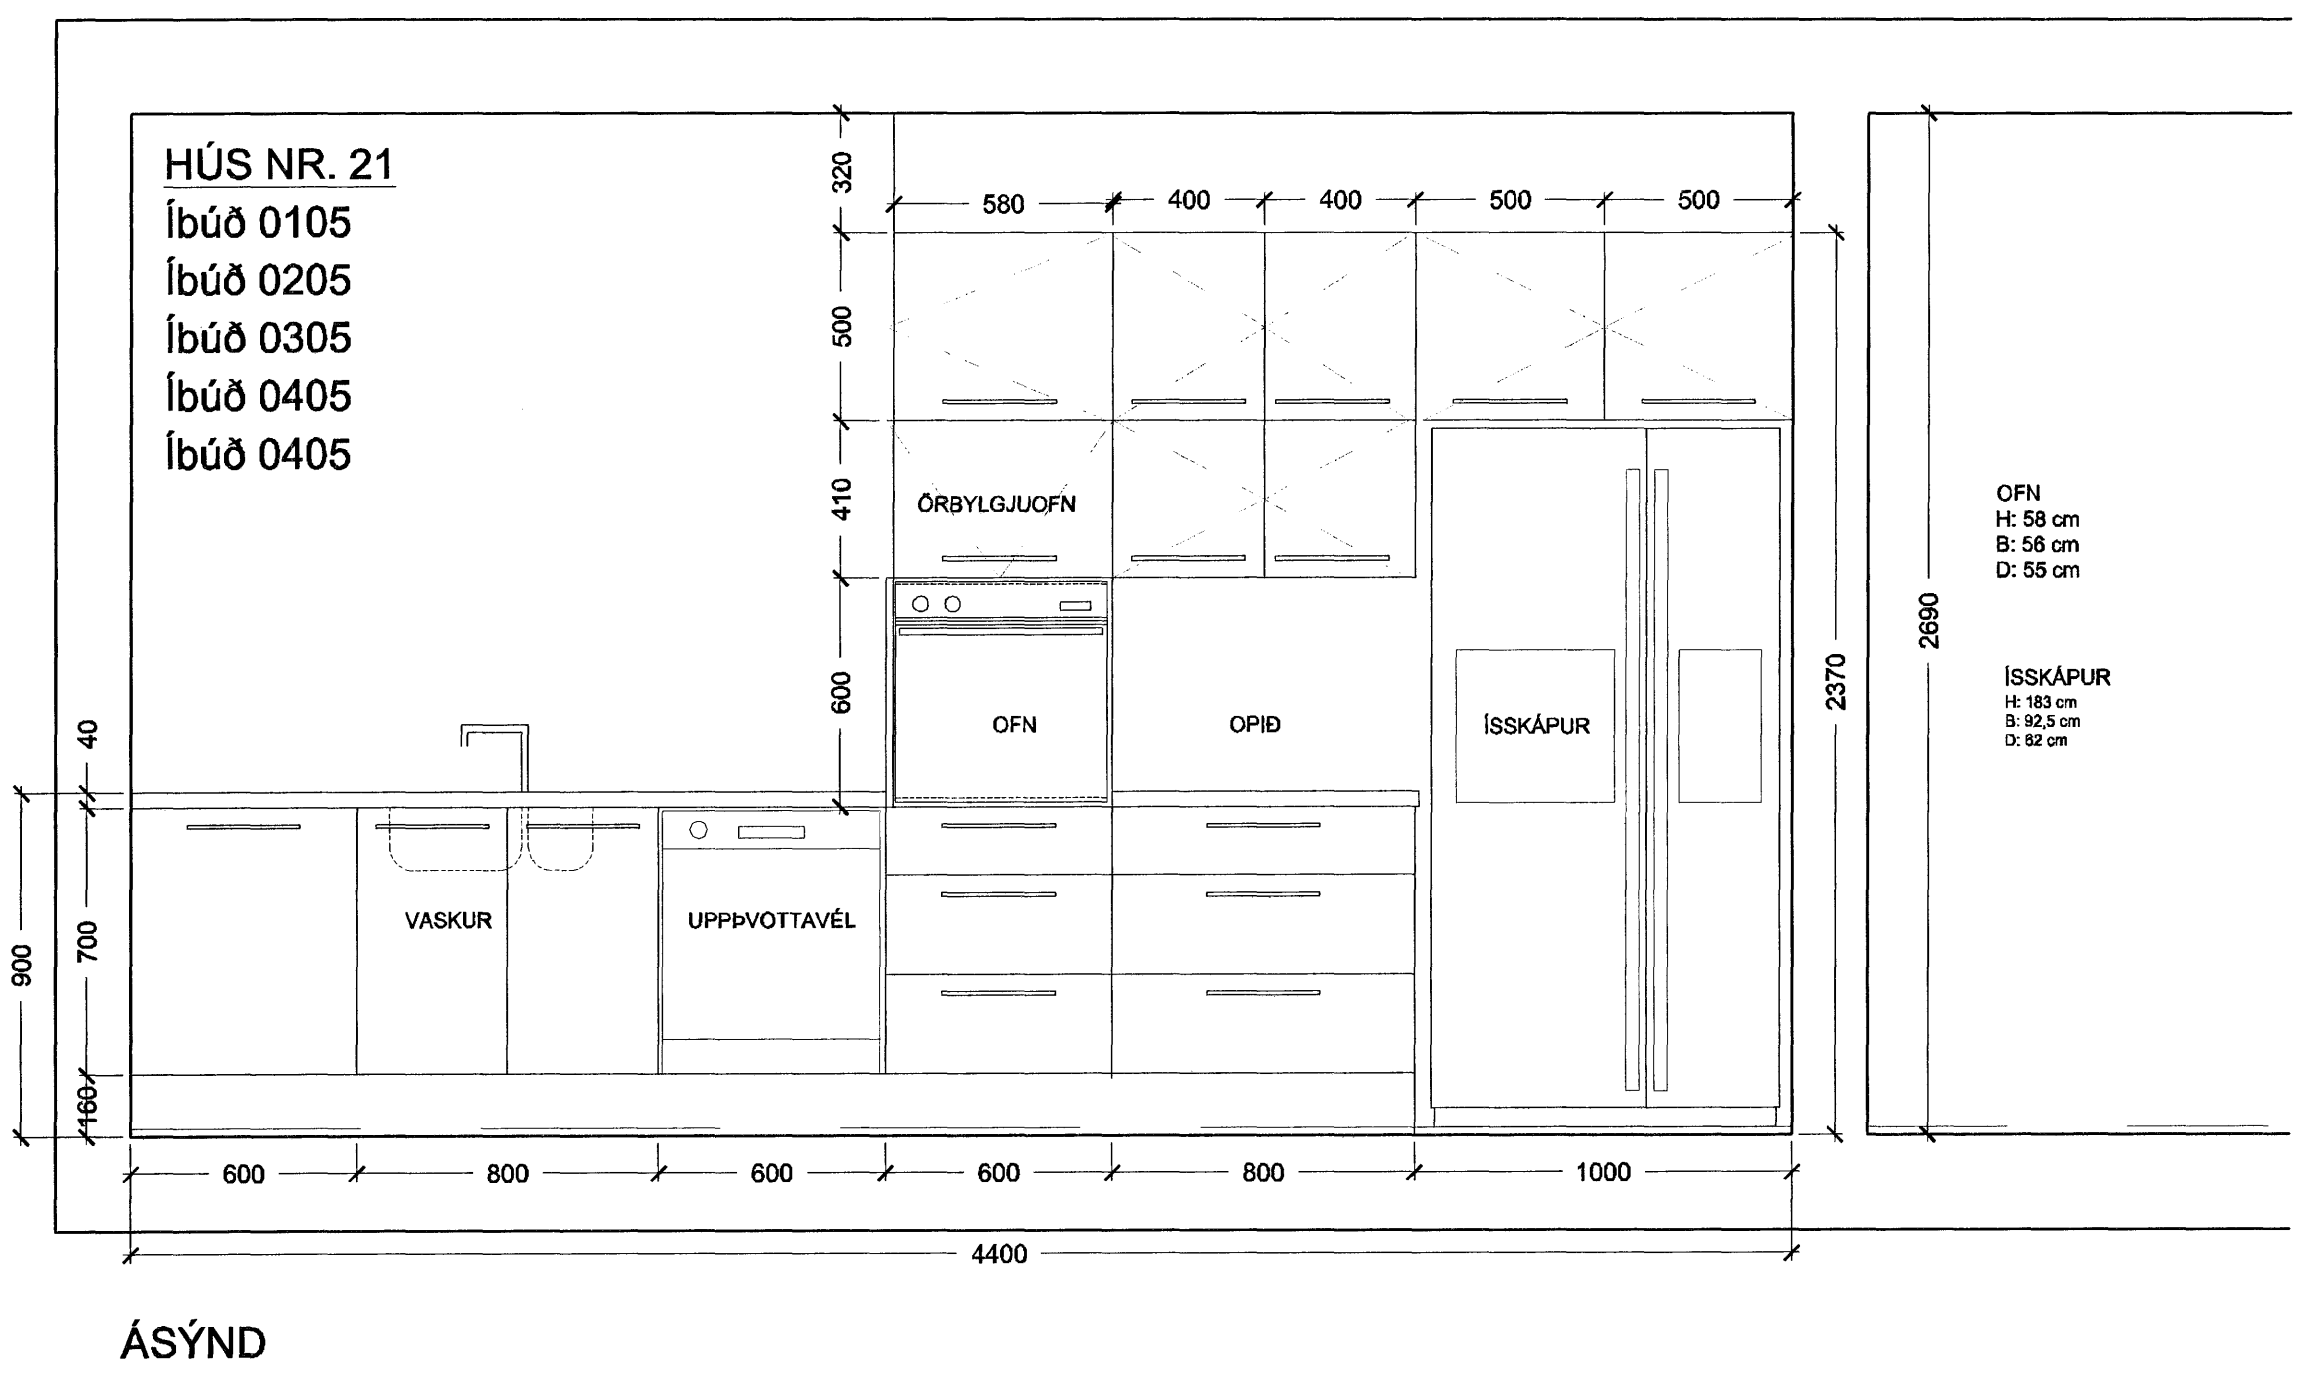 HÚS NR. 21
Íbúð 0105
Íbúð 0205
Íbúð 0305
Íbúð 0405
Íbúð 0405
320
580
400
400
500
500
500
410
600
40
900
700
160
2370
2690
ÖRBYLGJUOFN
OFN
OPIÐ
ÍSSKÁPUR
VASKUR
UPPÞVOTTAVÉL
OFN
H: 58 cm
B: 56 cm
D: 55 cm
ÍSSKÁPUR
H: 183 cm
B: 92,5 cm
D: 62 cm
600
800
600
600
800
1000
4400
ÁSÝND